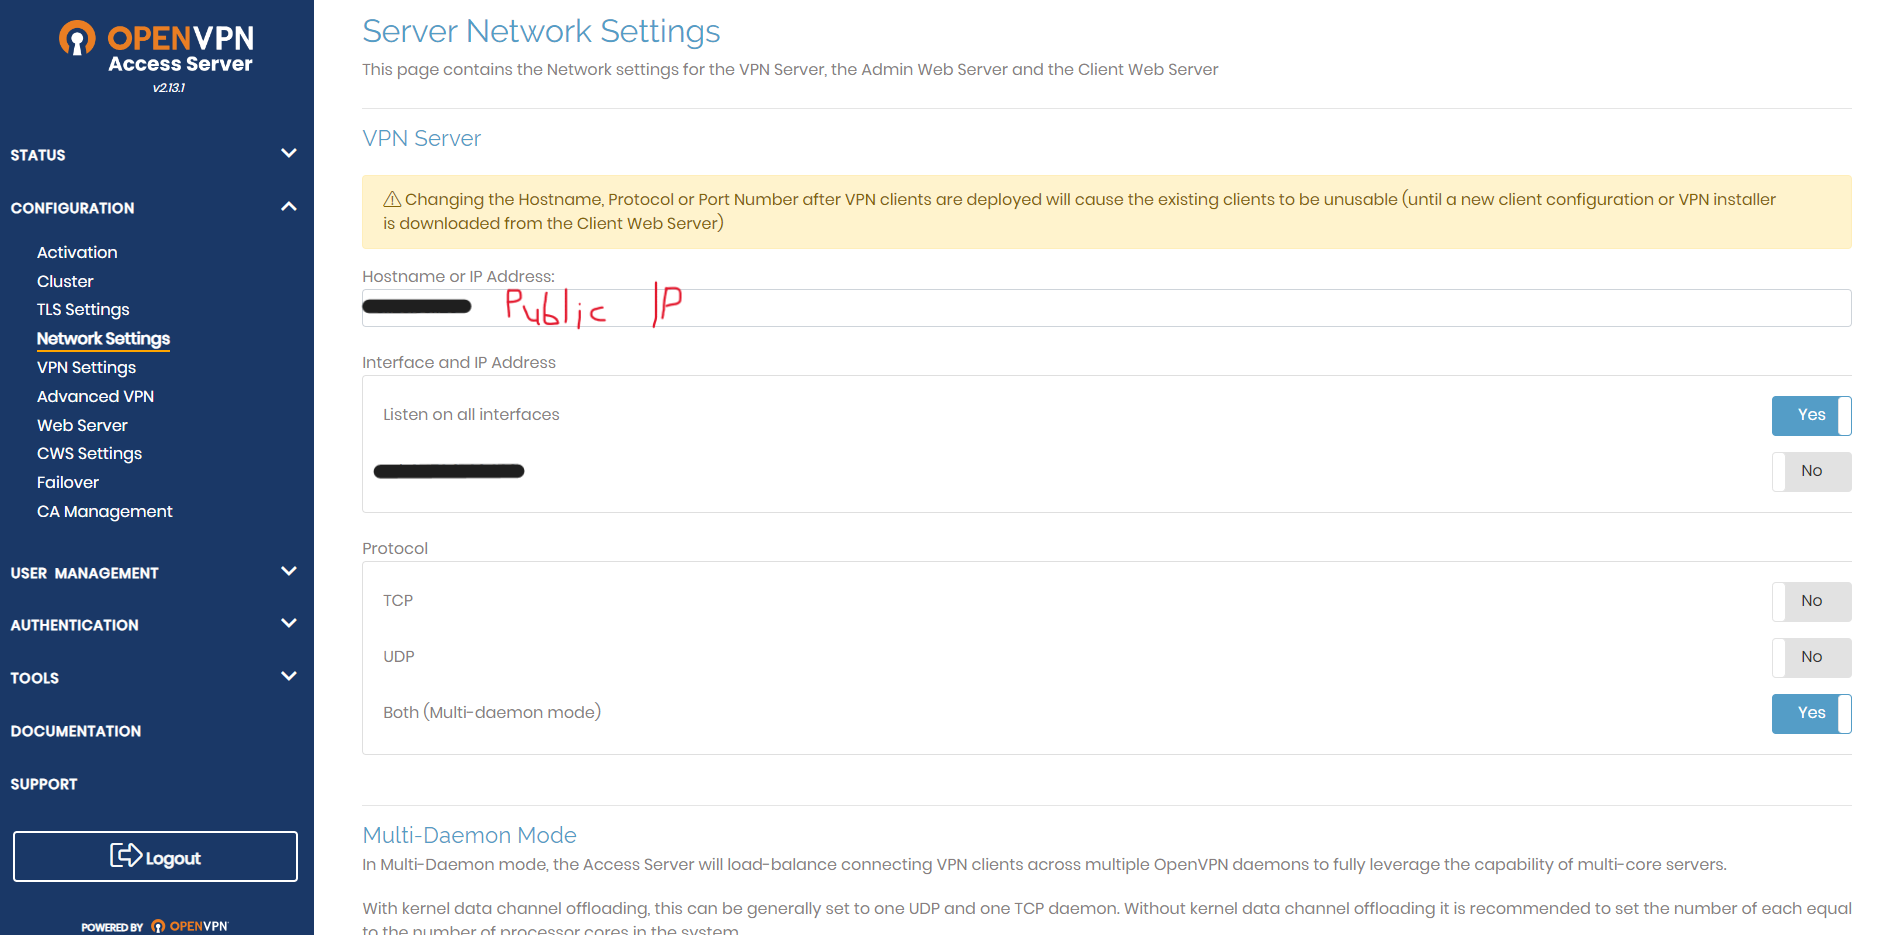 OPENVPN
Access Server
v2.13.1
STATUS
CONFIGURATION
Activation
Cluster
TLS Settings
Network Settings
VPN Settings
Advanced VPN
Web Server
CWS Settings
Failover
CA Management
USER MANAGEMENT
AUTHENTICATION
TOOLS
DOCUMENTATION
SUPPORT
Logout
POWERED BY OPENVPN
Server Network Settings
This page contains the Network settings for the VPN Server, the Admin Web Server and the Client Web Server
VPN Server
Changing the Hostname, Protocol or Port Number after VPN clients are deployed will cause the existing clients to be unusable (until a new client configuration or VPN installer
is downloaded from the Client Web Server)
Hostname or IP Address:
Public IP
Interface and IP Address
Listen on all interfaces
Yes
No
Protocol
TCP
No
UDP
No
Both (Multi-daemon mode)
Yes
Multi-Daemon Mode
In Multi-Daemon mode, the Access Server will load-balance connecting VPN clients across multiple OpenVPN daemons to fully leverage the capability of multi-core servers.
With kernel data channel offloading, this can be generally set to one UDP and one TCP daemon. Without kernel data channel offloading it is recommended to set the number of each equal
to the number of processor cores in the system